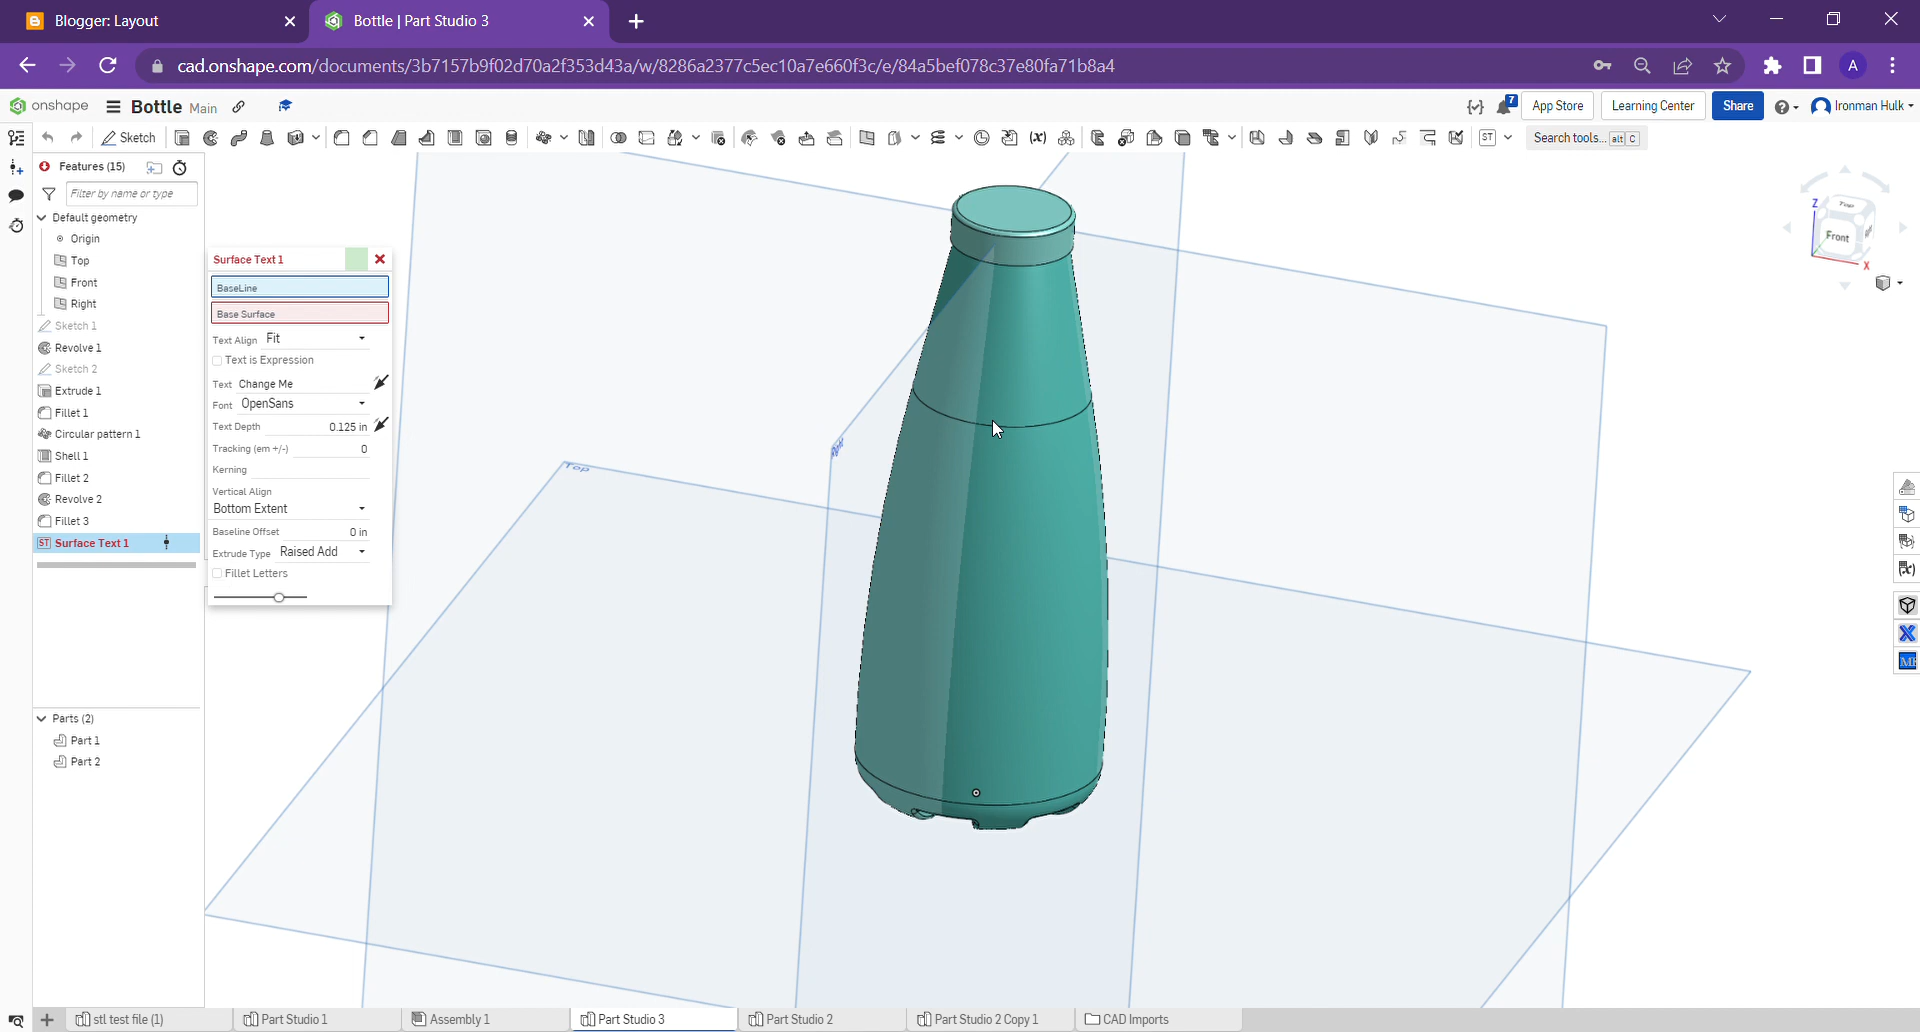 Blogger: Layout
Bottle | Part Studio 3
cad.onshape.com/documents/3b7157b9f02d70a2f353d43a/w/8286a2377c5ec10a7e660f3c/e/84a5bef078c37e80fa71b8a4
A
onshape
Bottle Main
7
App Store
Learning Center
Share
Ironman Hulk
Sketch
ST
Search tools... alt C
Features (15)
Filter by name or type
Default geometry
Origin
Top
Front
Right
Sketch 1
Revolve 1
Sketch 2
Extrude 1
Fillet 1
Circular pattern 1
Shell 1
Fillet 2
Revolve 2
Fillet 3
ST Surface Text 1
Parts (2)
Part 1
Part 2
Surface Text 1
BaseLine
Base Surface
Text Align Fit
Text is Expression
Text Change Me
Font OpenSans
Text Depth 0.125 in
Tracking (em +/-) 0
Kerning
Vertical Align
Bottom Extent
Baseline Offset 0 in
Extrude Type Raised Add
Fillet Letters
Top
Z
Top
Front
X
stl test file (1)
Part Studio 1
Assembly 1
Part Studio 3
Part Studio 2
Part Studio 2 Copy 1
CAD Imports